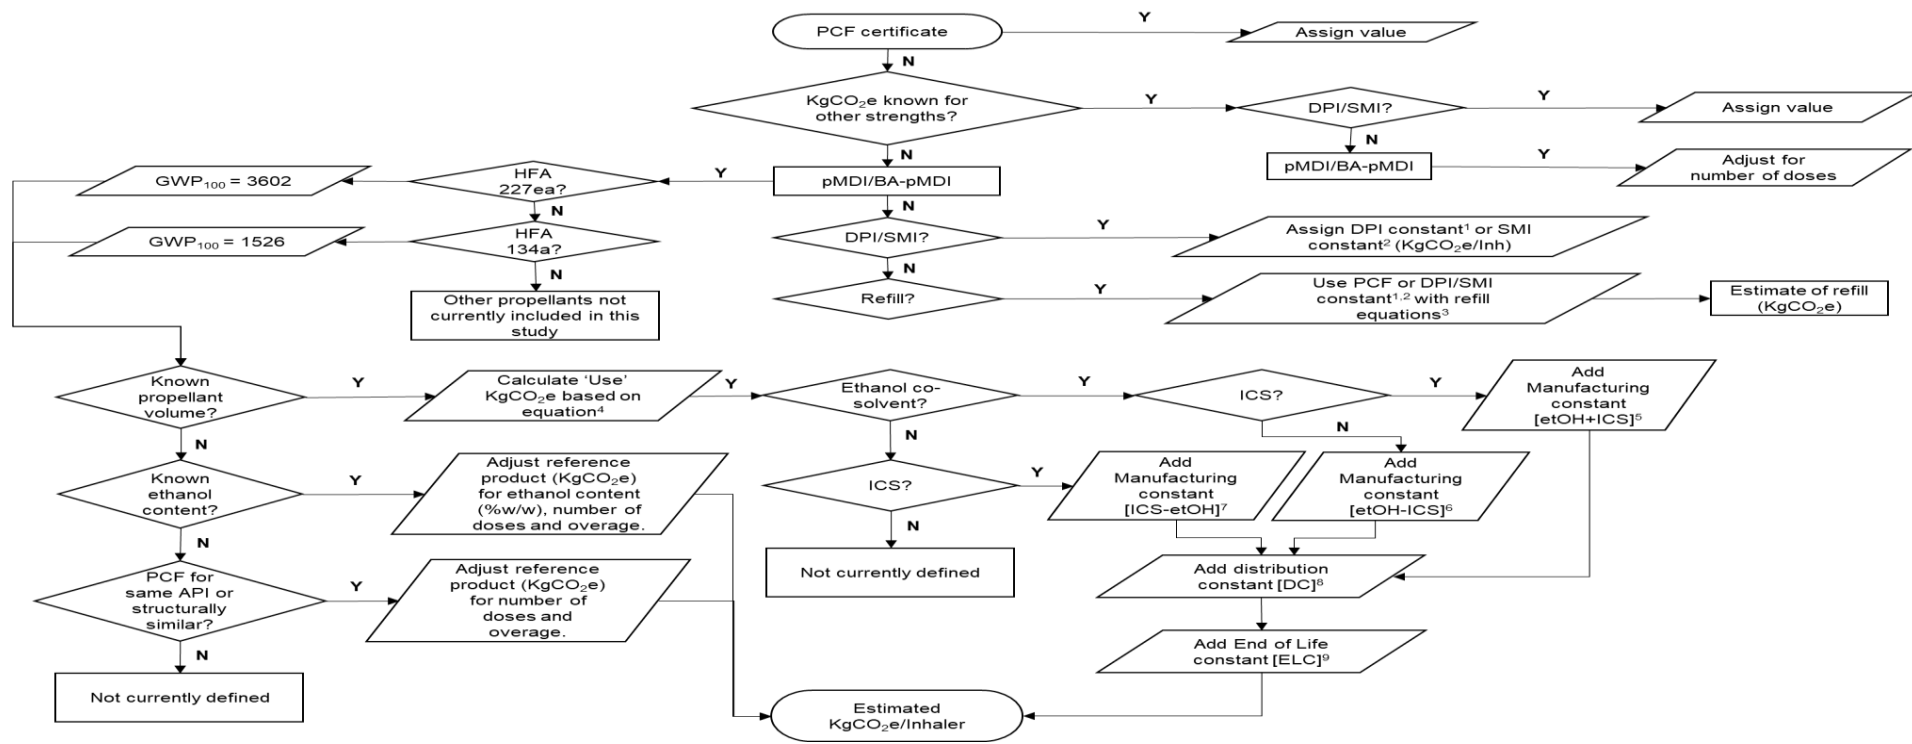 PCF certificate
Y
Assign value
N
KgCO₂e known for
other strengths?
Y
DPI/SMI?
Y
Assign value
N
N
pMDI/BA-pMDI
Y
Adjust for
number of doses
pMDI/BA-pMDI
Y
HFA
227ea?
GWP₁₀₀ = 3602
N
HFA
134a?
GWP₁₀₀ = 1526
N
Other propellants not
currently included in this
study
N
DPI/SMI?
Y
Assign DPI constant¹ or SMI
constant² (KgCO₂e/Inh)
N
Refill?
Y
Use PCF or DPI/SMI
constant¹,² with refill
equations³
Estimate of refill
(KgCO₂e)
Known
propellant
volume?
Y
Calculate ‘Use’
KgCO₂e based on
equation⁴
Y
Ethanol co-
solvent?
Y
ICS?
Y
Add
Manufacturing
constant
[etOH+ICS]⁵
N
N
N
Known
ethanol
content?
Y
Adjust reference
product (KgCO₂e)
for ethanol content
(%w/w), number of
doses and overage.
ICS?
Y
Add
Manufacturing
constant
[ICS-etOH]⁷
Add
Manufacturing
constant
[etOH-ICS]⁶
N
N
Not currently defined
PCF for
same API or
structurally
similar?
Y
Adjust reference
product (KgCO₂e)
for number of
doses and
overage.
Add distribution
constant [DC]⁸
N
Add End of Life
constant [ELC]⁹
Not currently defined
Estimated
KgCO₂e/Inhaler